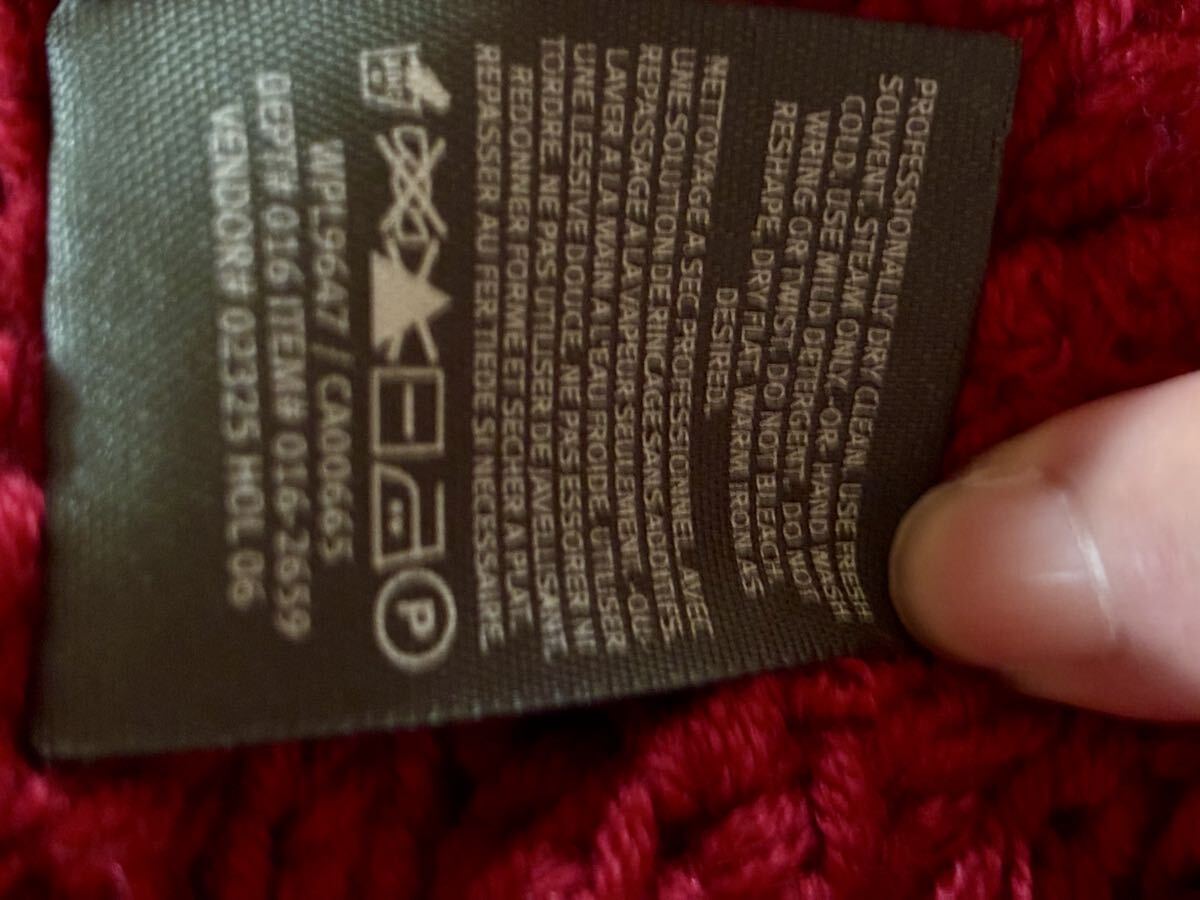 PROFESSIONALLY DRY CLEAN, USE FRESH
SOLVENT, STEAM ONLY. -OR- HAND WASH
COLD. USE MILD DETERGENT. DO NOT
WRING OR TWIST. DO NOT BLEACH.
RESHAPE, DRY FLAT. WARM IRON AS
DESIRED.
NETTOYAGE A SEC PROFESSIONNEL, AVEC
UNE SOLUTION DE RINCAGE SANS ADDITIFS
REPASSAGE A LA VAPEUR SEULEMENT. -OU-
LAVER A LA MAIN A L'EAU FROIDE. UTILISER
UNE LESSIVE DOUCE. NE PAS ESSORER NI
TORDRE. NE PAS UTILISER DE JAVELLISANT.
REDONNER FORME ET SECHER A PLAT.
REPASSER AU FER TIEDE SI NECESSAIRE.
P
WPL 9647 / CA00665
DEPT# 016 ITEM# 016-2659
VENDOR# 02325 HOL 06